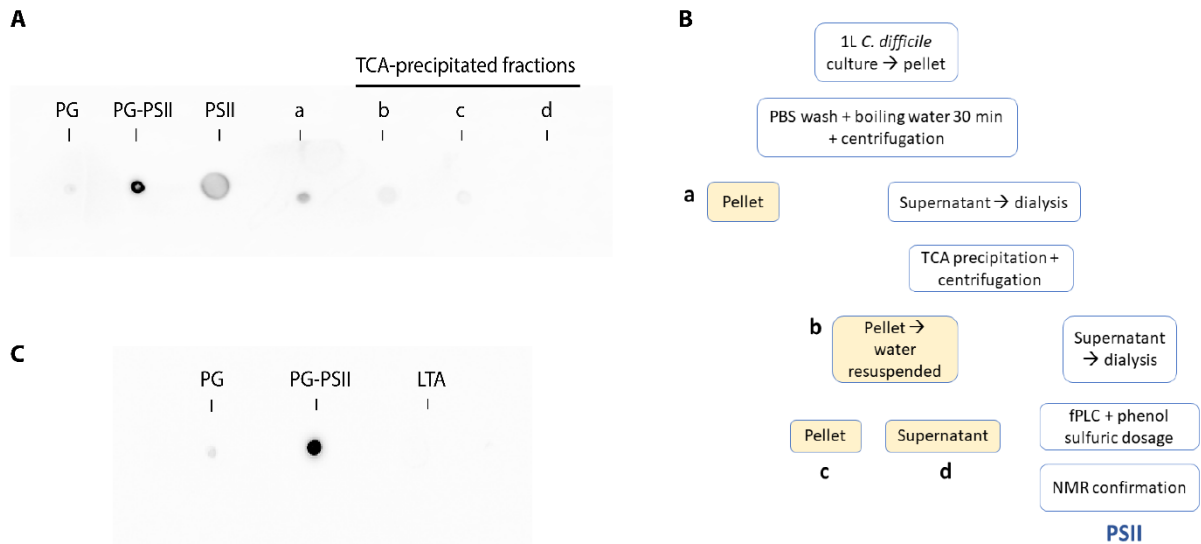 A
TCA-precipitated fractions
PG PG-PSII PSII a b c d
B
1L C. difficile
culture → pellet
PBS wash + boiling water 30 min
+ centrifugation
a
Pellet
Supernatant → dialysis
TCA precipitation +
centrifugation
b
Pellet →
water
resuspended
Supernatant
→ dialysis
Pellet
c
Supernatant
d
fPLC + phenol
sulfuric dosage
NMR confirmation
PSII
C
PG PG-PSII LTA